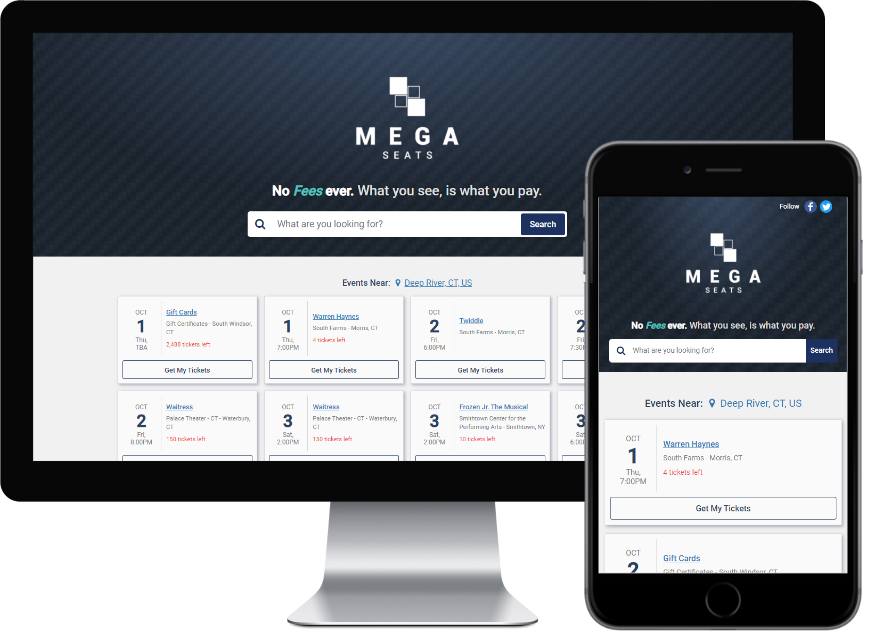 MEGA
SEATS
No Fees ever. What you see, is what you pay.
What are you looking for?
Search
Events Near: Deep River, CT, US
OCT
1
Thu,
TBA
Gift Cards
Gift Certificates - South Windsor,
CT
2,438 tickets left
Get My Tickets
OCT
1
Thu,
7:00PM
Warren Haynes
South Farms - Morris, CT
4 tickets left
Get My Tickets
OCT
2
Fri,
6:00PM
Twiddle
South Farms - Morris, CT
Get My Tickets
OC
2
Fri
7:30
OCT
2
Fri,
8:00PM
Waitress
Palace Theater - CT - Waterbury,
CT
150 tickets left
OCT
3
Sat,
2:00PM
Waitress
Palace Theater - CT - Waterbury,
CT
130 tickets left
OCT
3
Sat,
2:00PM
Frozen Jr. The Musical
Smithtown Center for the
Performing Arts - Smithtown, NY
10 tickets left
OC
3
Sat
6:00
Follow
MEGA
SEATS
No Fees ever. What you see, is what you pay.
What are you looking for?
Search
Events Near: Deep River, CT, US
OCT
1
Thu,
7:00PM
Warren Haynes
South Farms - Morris, CT
4 tickets left
Get My Tickets
OCT
2
Gift Cards
Gift Certificates - South Windsor, CT -